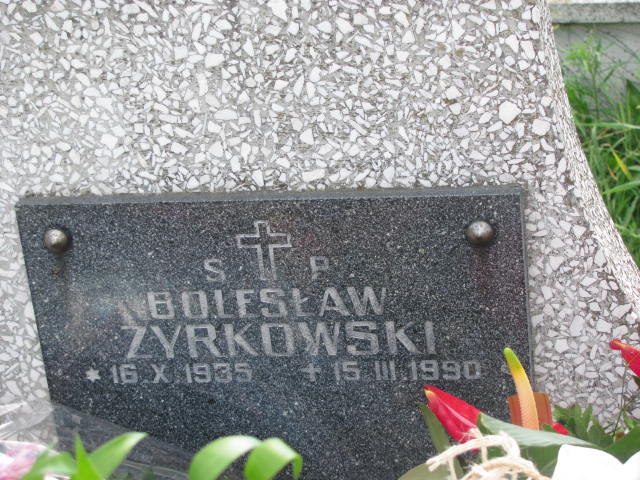 S P
BOLESŁAW
ZYRKOWSKI
* 16 X 1935 + 15 III 1990